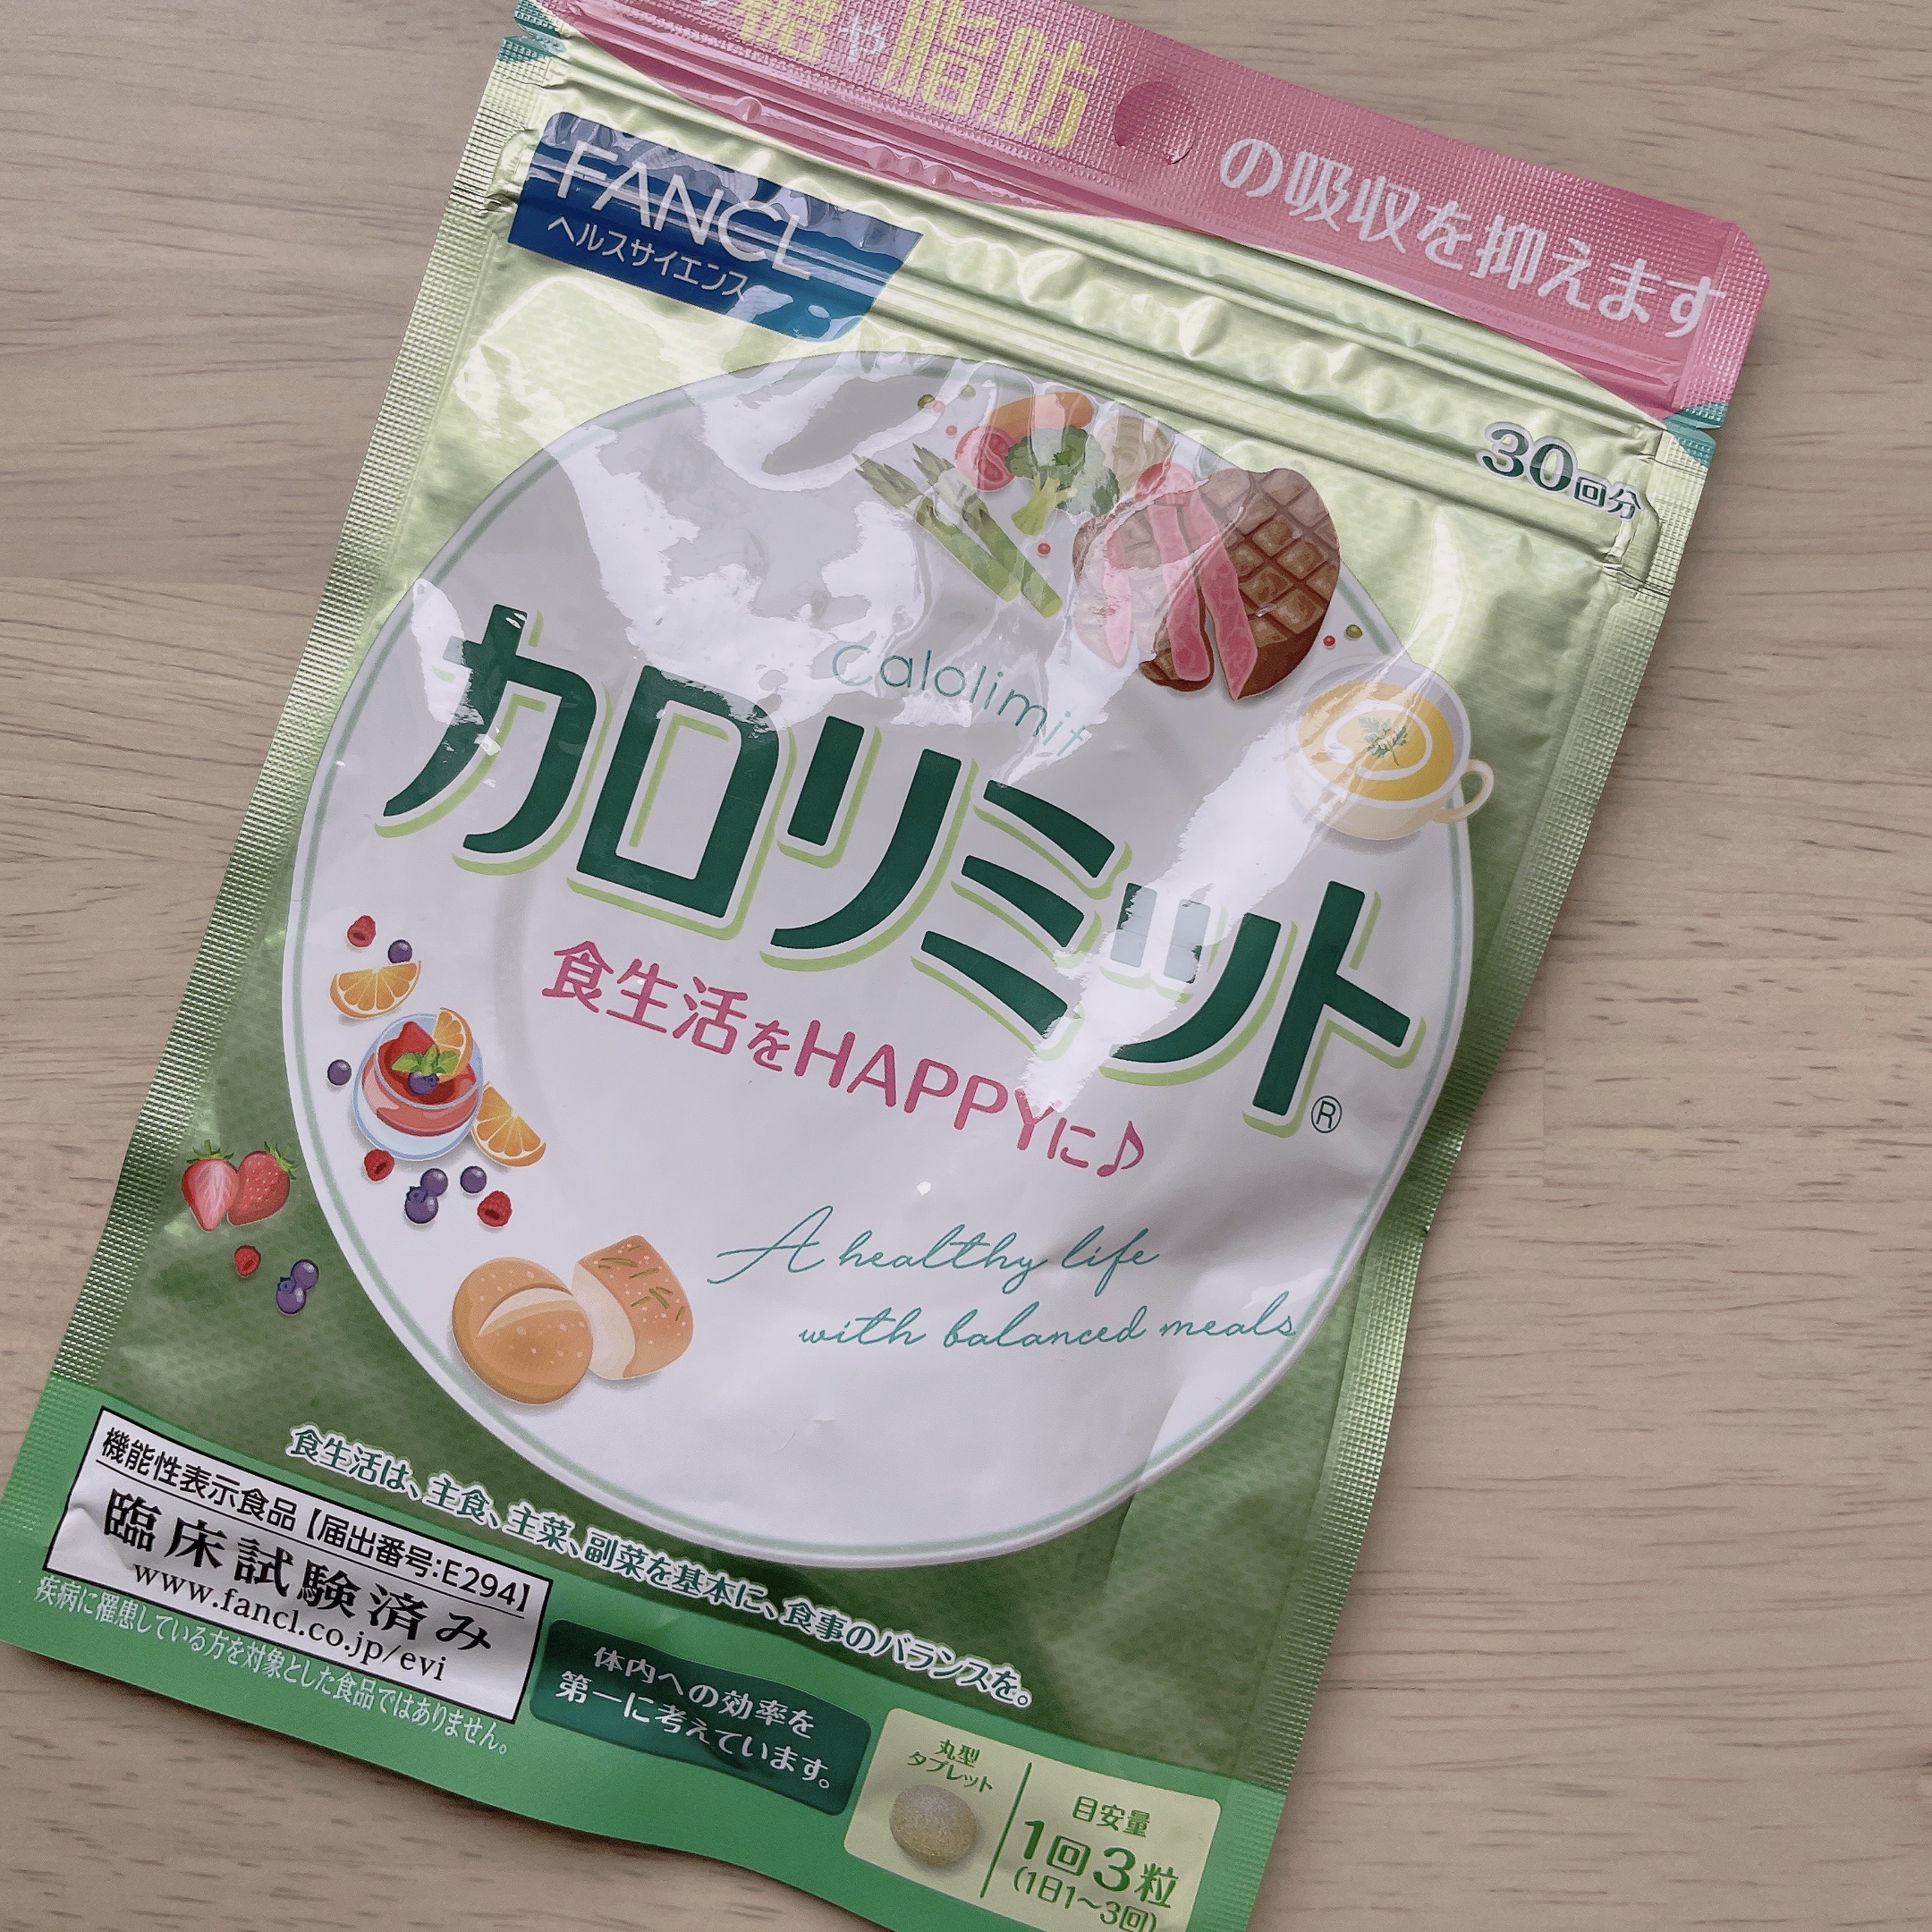 や脂肪
の吸収を抑えます
FANCL
ヘルスサイエンス
30回分
calolimit
カロリミット®
食生活をHAPPYに♪
A healthy life
with balanced meals
食生活は、主食、主菜、副菜を基本に、食事のバランスを。
機能性表示食品【届出番号:E294】
臨床試験済み
www.fancl.co.jp/evi
疾病に罹患している方を対象とした食品ではありません。
体内への効率を
第一に考えています。
丸型
タブレット
目安量
1回3粒
(1日1~3回)